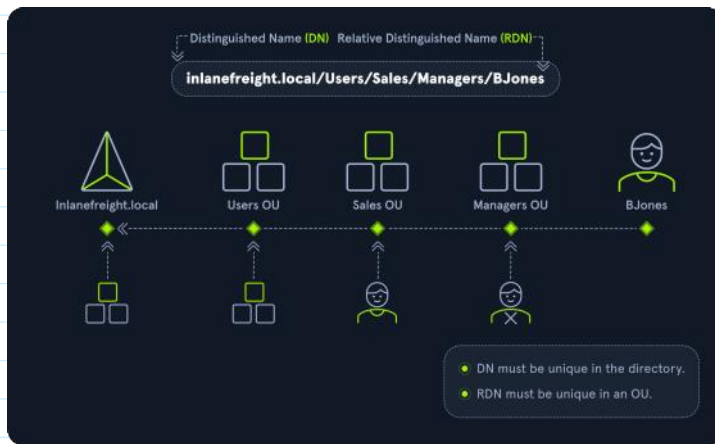 Distinguished Name (DN) Relative Distinguished Name (RDN)
inlanefreight.local/Users/Sales/Managers/BJones
Inlanefreight.local
Users OU
Sales OU
Managers OU
BJones
DN must be unique in the directory.
RDN must be unique in an OU.